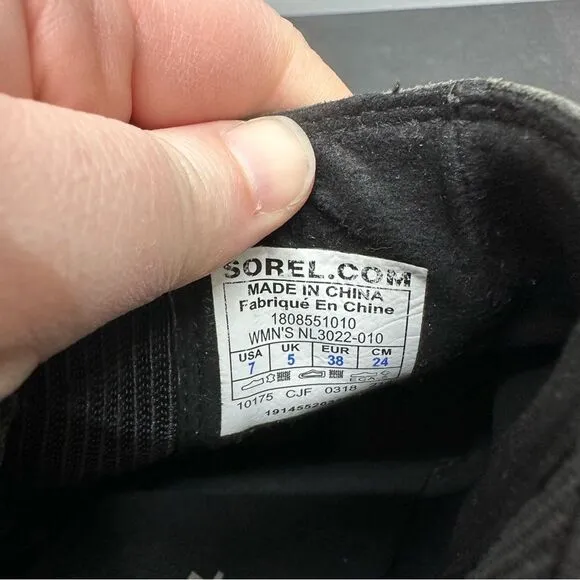 SOREL.COM
MADE IN CHINA
Fabriqué En Chine
1808551010
WMN'S NL3022-010
USA UK EUR CM
7 5 38 24
10175 CJF 0318